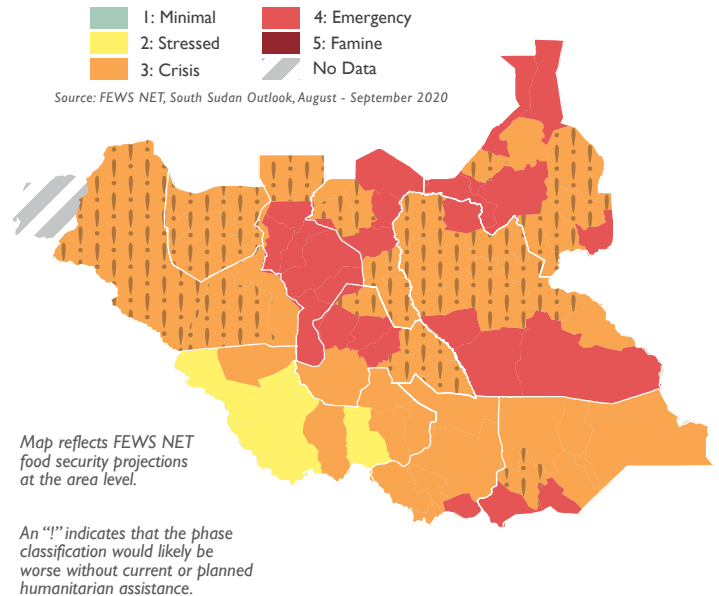 1: Minimal
2: Stressed
3: Crisis
4: Emergency
5: Famine
No Data
Source: FEWS NET, South Sudan Outlook, August - September 2020
Map reflects FEWS NET
food security projections
at the area level.
An “!” indicates that the phase
classification would likely be
worse without current or planned
humanitarian assistance.